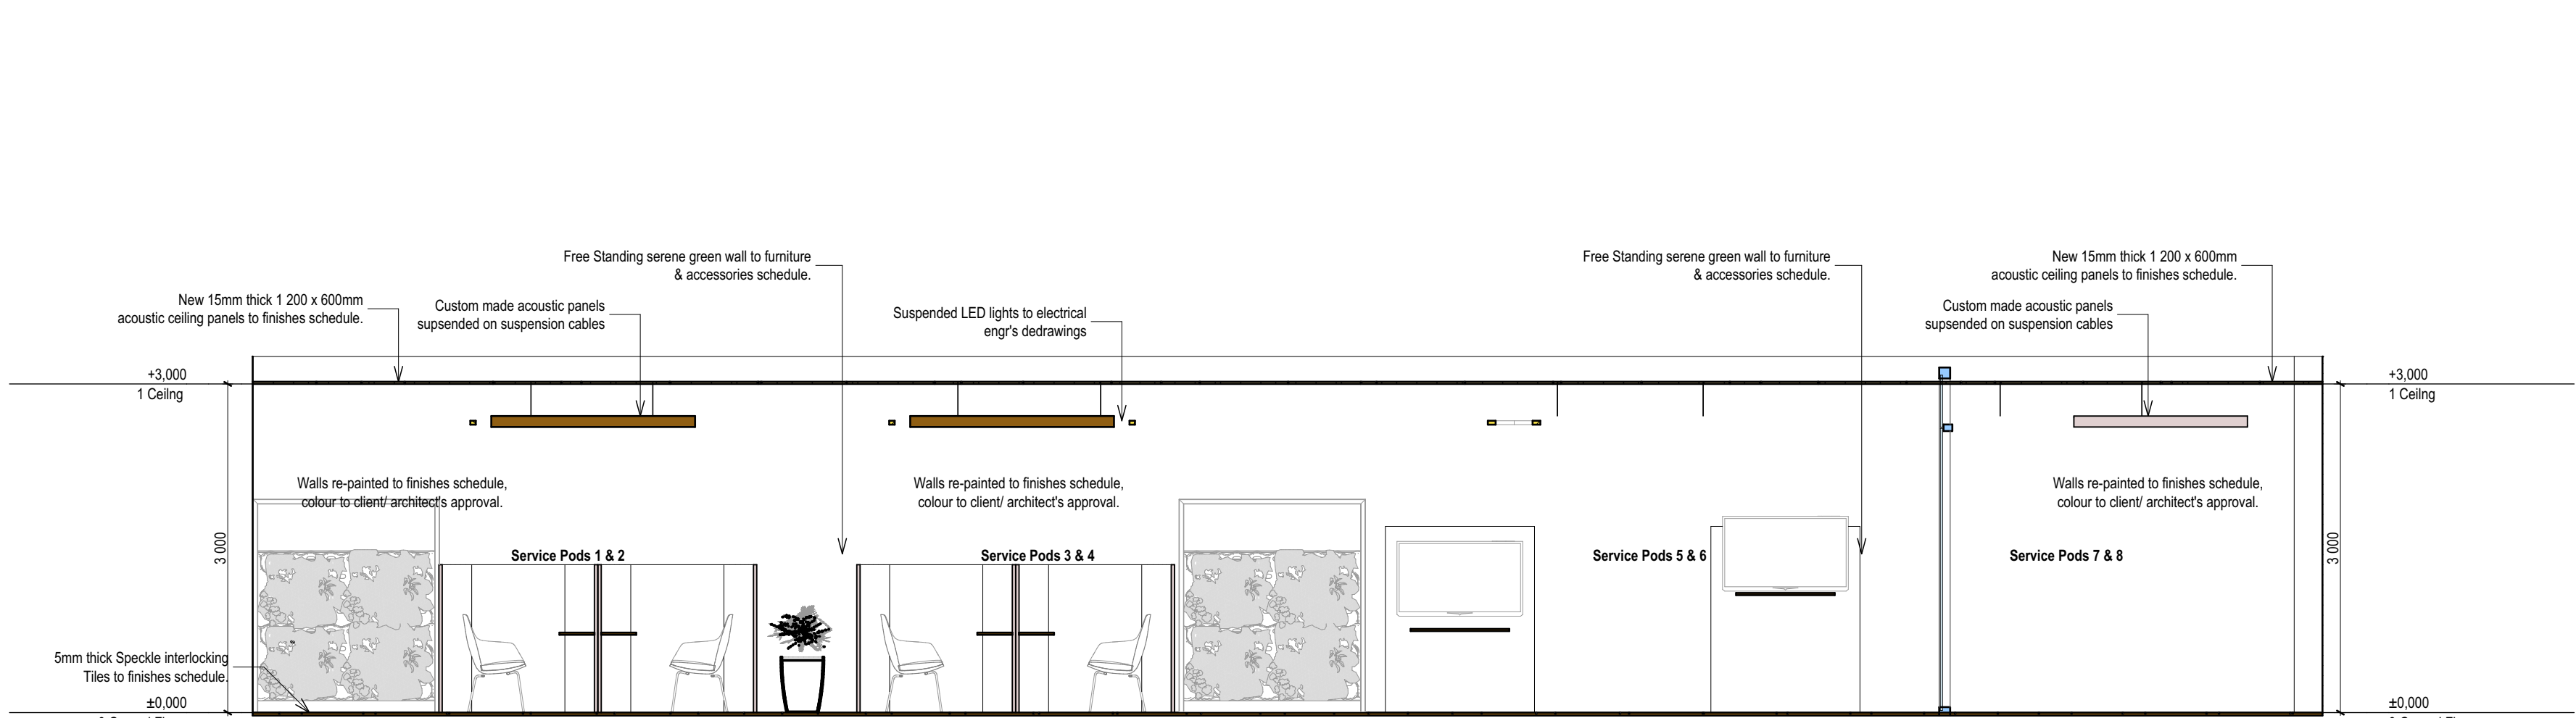 Free Standing serene green wall to furniture
& accessories schedule.
Free Standing serene green wall to furniture
& accessories schedule.
New 15mm thick 1 200 x 600mm
acoustic ceiling panels to finishes schedule.
New 15mm thick 1 200 x 600mm
acoustic ceiling panels to finishes schedule.
Custom made acoustic panels
supsended on suspension cables
Suspended LED lights to electrical
engr's dedrawings
Custom made acoustic panels
supsended on suspension cables
+3,000
1 Ceilng
+3,000
1 Ceilng
Walls re-painted to finishes schedule,
colour to client/ architect's approval.
Walls re-painted to finishes schedule,
colour to client/ architect's approval.
Walls re-painted to finishes schedule,
colour to client/ architect's approval.
3 000
Service Pods 1 & 2
Service Pods 3 & 4
Service Pods 5 & 6
Service Pods 7 & 8
3 000
5mm thick Speckle interlocking
Tiles to finishes schedule.
±0,000
±0,000